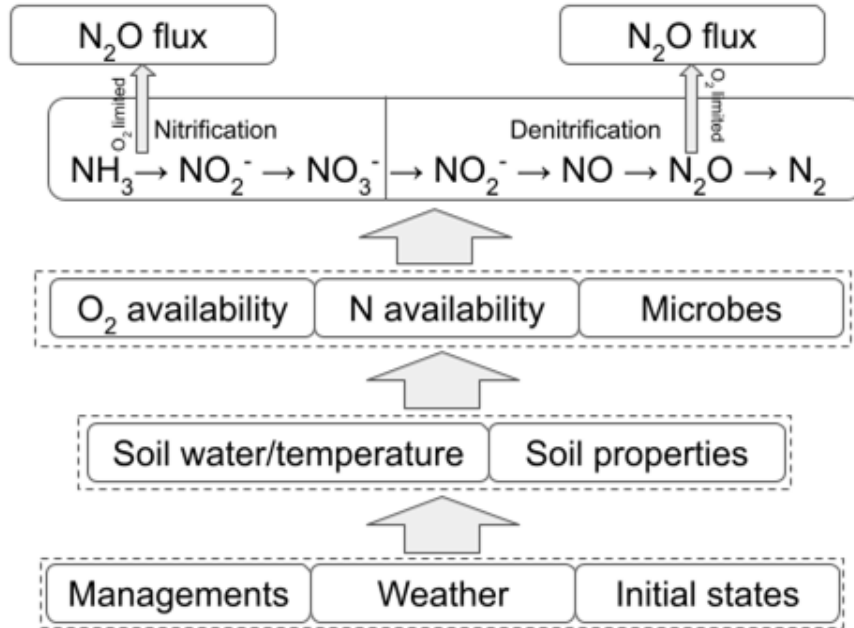 N₂O flux
N₂O flux
O₂ limited
O₂ limited
Nitrification
Denitrification
NH₃ → NO₂⁻ → NO₃⁻ → NO₂⁻ → NO → N₂O → N₂
O₂ availability
N availability
Microbes
Soil water/temperature
Soil properties
Managements
Weather
Initial states